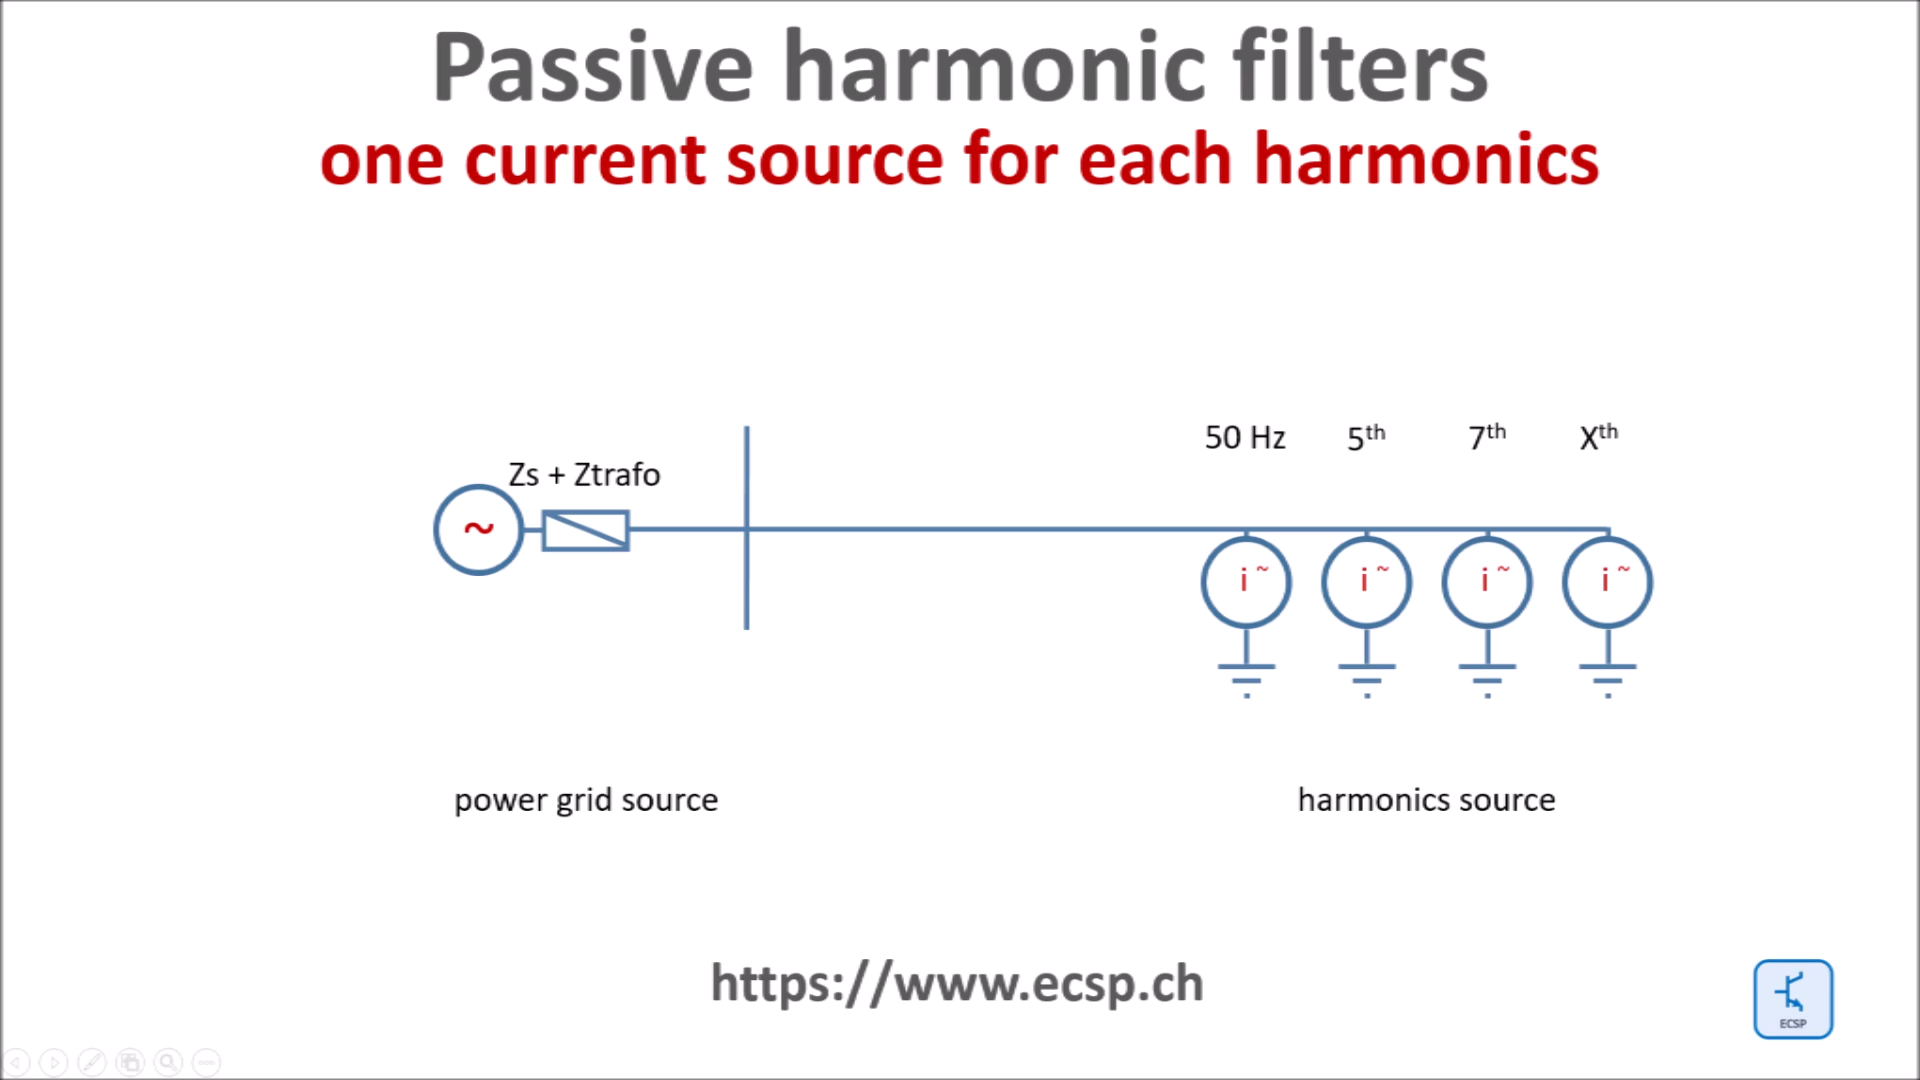 Passive harmonic filters
one current source for each harmonics
50 Hz 5th 7th Xth
Zs + Ztrafo
~
i ~ i ~ i ~ i ~
power grid source harmonics source
https://www.ecsp.ch
ECSP